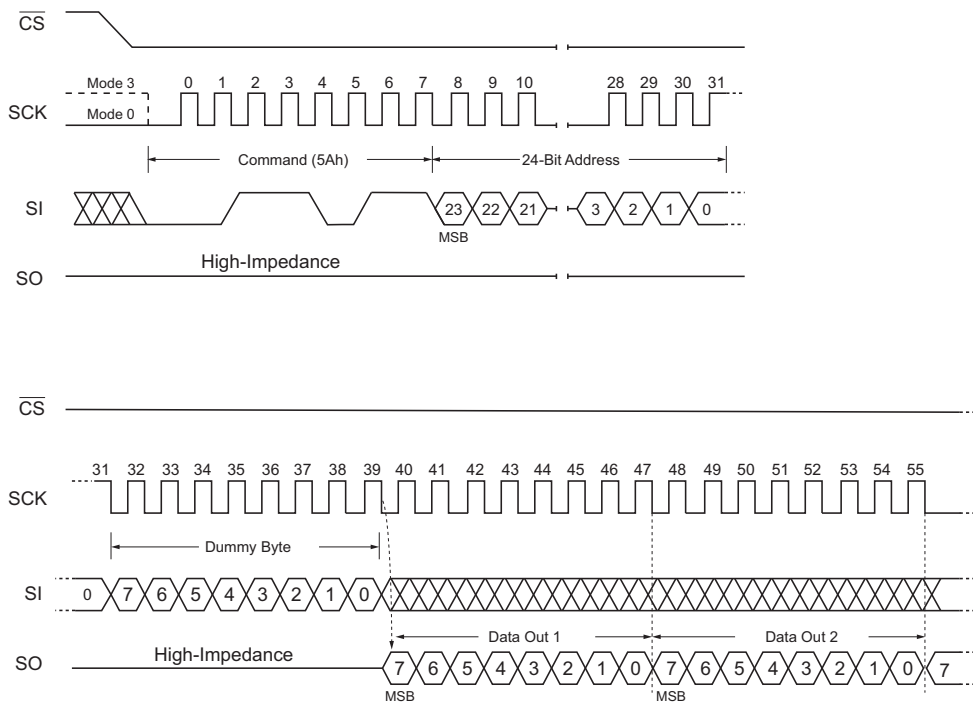 CS
Mode 3
Mode 0
SCK
0 1 2 3 4 5 6 7 8 9 10 28 29 30 31
Command (5Ah)
24-Bit Address
SI
23 22 21 3 2 1 0
MSB
High-Impedance
SO
CS
31 32 33 34 35 36 37 38 39 40 41 42 43 44 45 46 47 48 49 50 51 52 53 54 55
SCK
Dummy Byte
SI
0 7 6 5 4 3 2 1 0
Data Out 1
Data Out 2
High-Impedance
SO
7 6 5 4 3 2 1 0 7 6 5 4 3 2 1 0 7
MSB
MSB